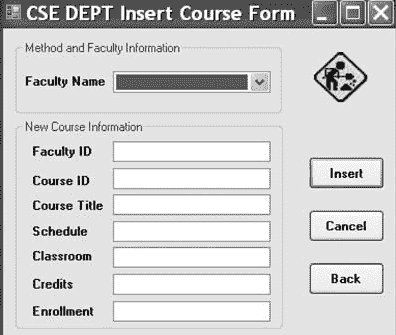 CSE DEPT Insert Course Form
Method and Faculty Information
Faculty Name
New Course Information
Faculty ID
Course ID
Course Title
Schedule
Classroom
Credits
Enrollment
Insert
Cancel
Back